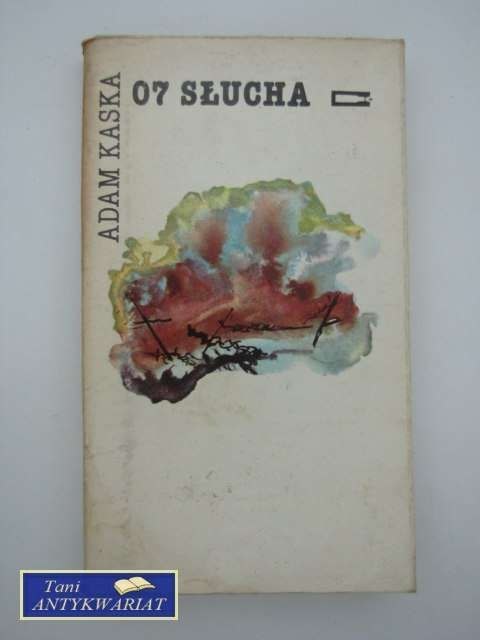 ADAM KASKA
07 SŁUCHA
Tani
ANTYKWARIAT